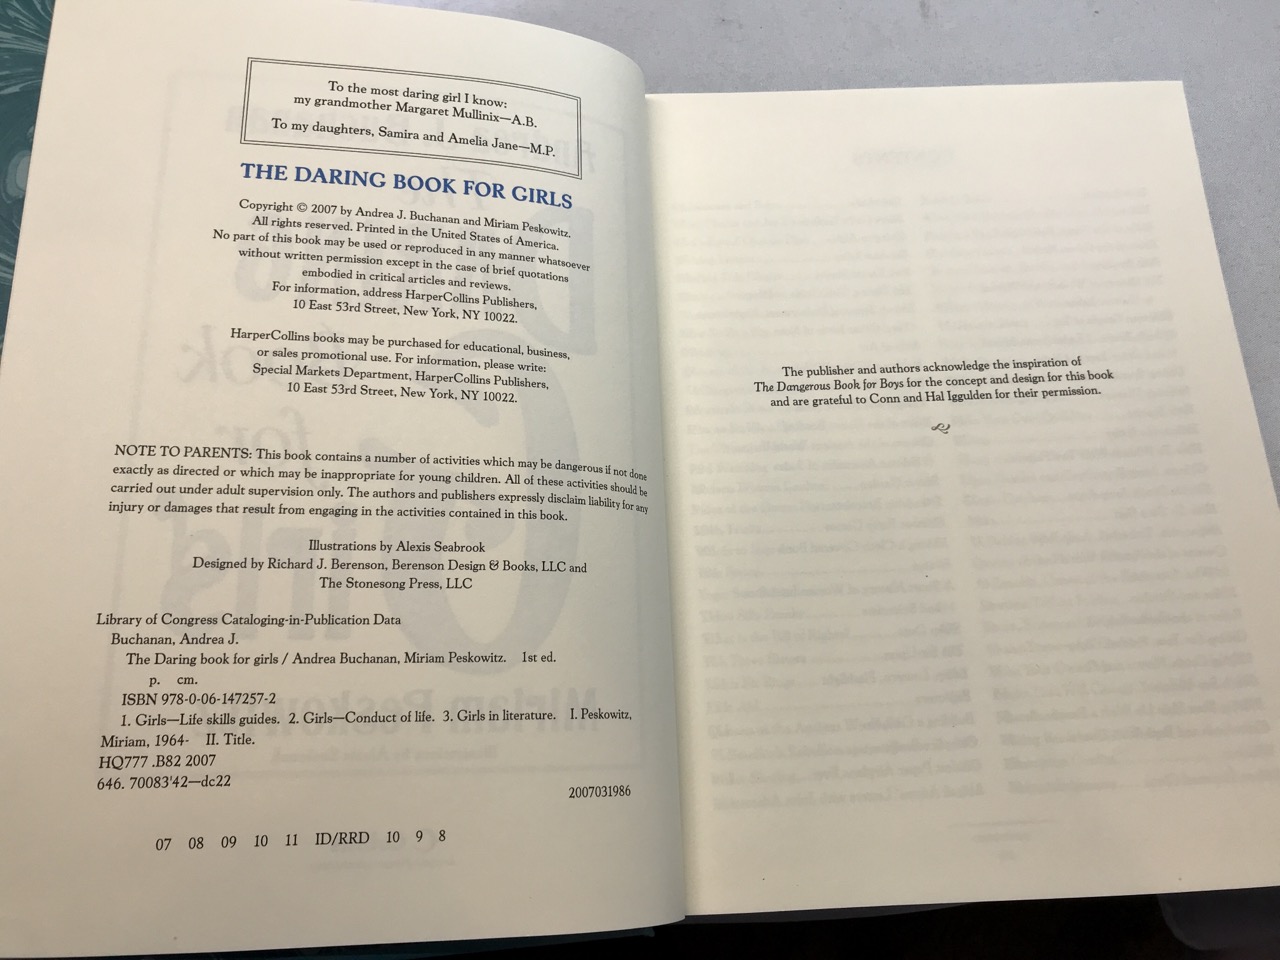 To the most daring girl I know:
my grandmother Margaret Mullinix—A.B.
To my daughters, Samira and Amelia Jane—M.P.
THE DARING BOOK FOR GIRLS
Copyright © 2007 by Andrea J. Buchanan and Miriam Peskowitz.
All rights reserved. Printed in the United States of America.
No part of this book may be used or reproduced in any manner whatsoever
without written permission except in the case of brief quotations
embodied in critical articles and reviews.
For information, address HarperCollins Publishers,
10 East 53rd Street, New York, NY 10022.
HarperCollins books may be purchased for educational, business,
or sales promotional use. For information, please write:
Special Markets Department, HarperCollins Publishers,
10 East 53rd Street, New York, NY 10022.
NOTE TO PARENTS: This book contains a number of activities which may be dangerous if not done
exactly as directed or which may be inappropriate for young children. All of these activities should be
carried out under adult supervision only. The authors and publishers expressly disclaim liability for any
injury or damages that result from engaging in the activities contained in this book.
Illustrations by Alexis Seabrook
Designed by Richard J. Berenson, Berenson Design & Books, LLC and
The Stonesong Press, LLC
Library of Congress Cataloging-in-Publication Data
Buchanan, Andrea J.
The Daring book for girls / Andrea Buchanan, Miriam Peskowitz. 1st ed.
p. cm.
ISBN 978-0-06-147257-2
1. Girls—Life skills guides. 2. Girls—Conduct of life. 3. Girls in literature. I. Peskowitz,
Miriam, 1964- II. Title.
HQ777 .B82 2007
646. 70083'42—dc22
2007031986
07 08 09 10 11 ID/RRD 10 9 8
The publisher and authors acknowledge the inspiration of
The Dangerous Book for Boys for the concept and design for this book
and are grateful to Conn and Hal Iggulden for their permission.